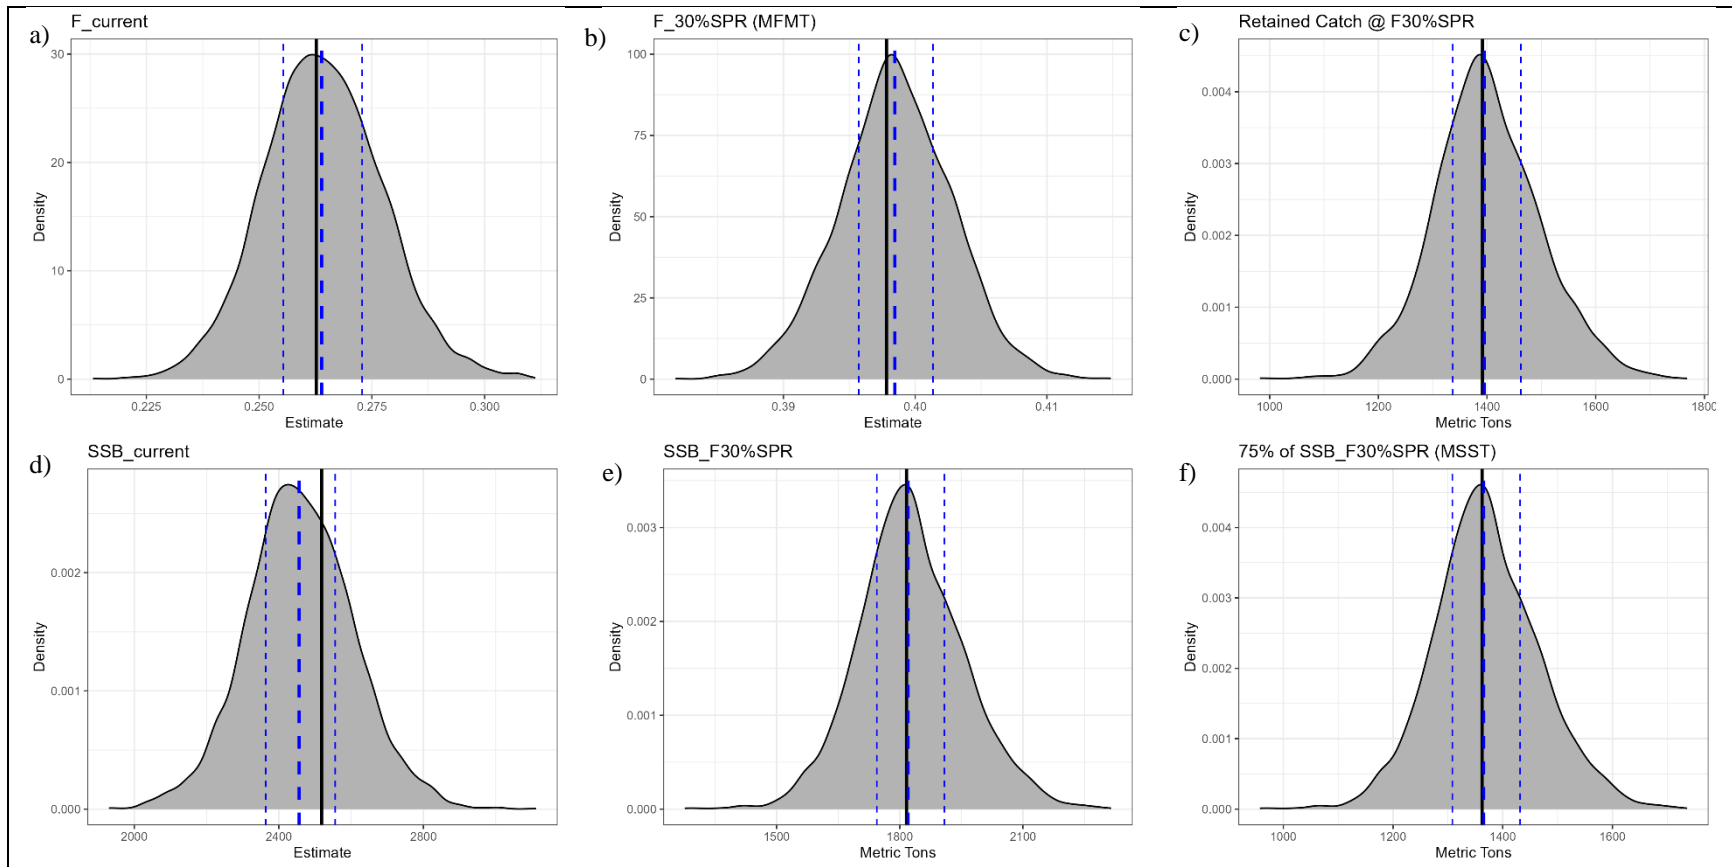 a)
F_current
30
20
10
0
Density
0.225
0.250
0.275
0.300
Estimate
b)
F_30%SPR (MFMT)
100
75
50
25
0
Density
0.39
0.40
0.41
Estimate
c)
Retained Catch @ F30%SPR
0.004
0.003
0.002
0.001
0.000
Density
1000
1200
1400
1600
1800
Metric Tons
d)
SSB_current
0.002
0.001
0.000
Density
2000
2400
2800
Estimate
e)
SSB_F30%SPR
0.003
0.002
0.001
0.000
Density
1500
1800
2100
Metric Tons
f)
75% of SSB_F30%SPR (MSST)
0.004
0.003
0.002
0.001
0.000
Density
1000
1200
1400
1600
Metric Tons